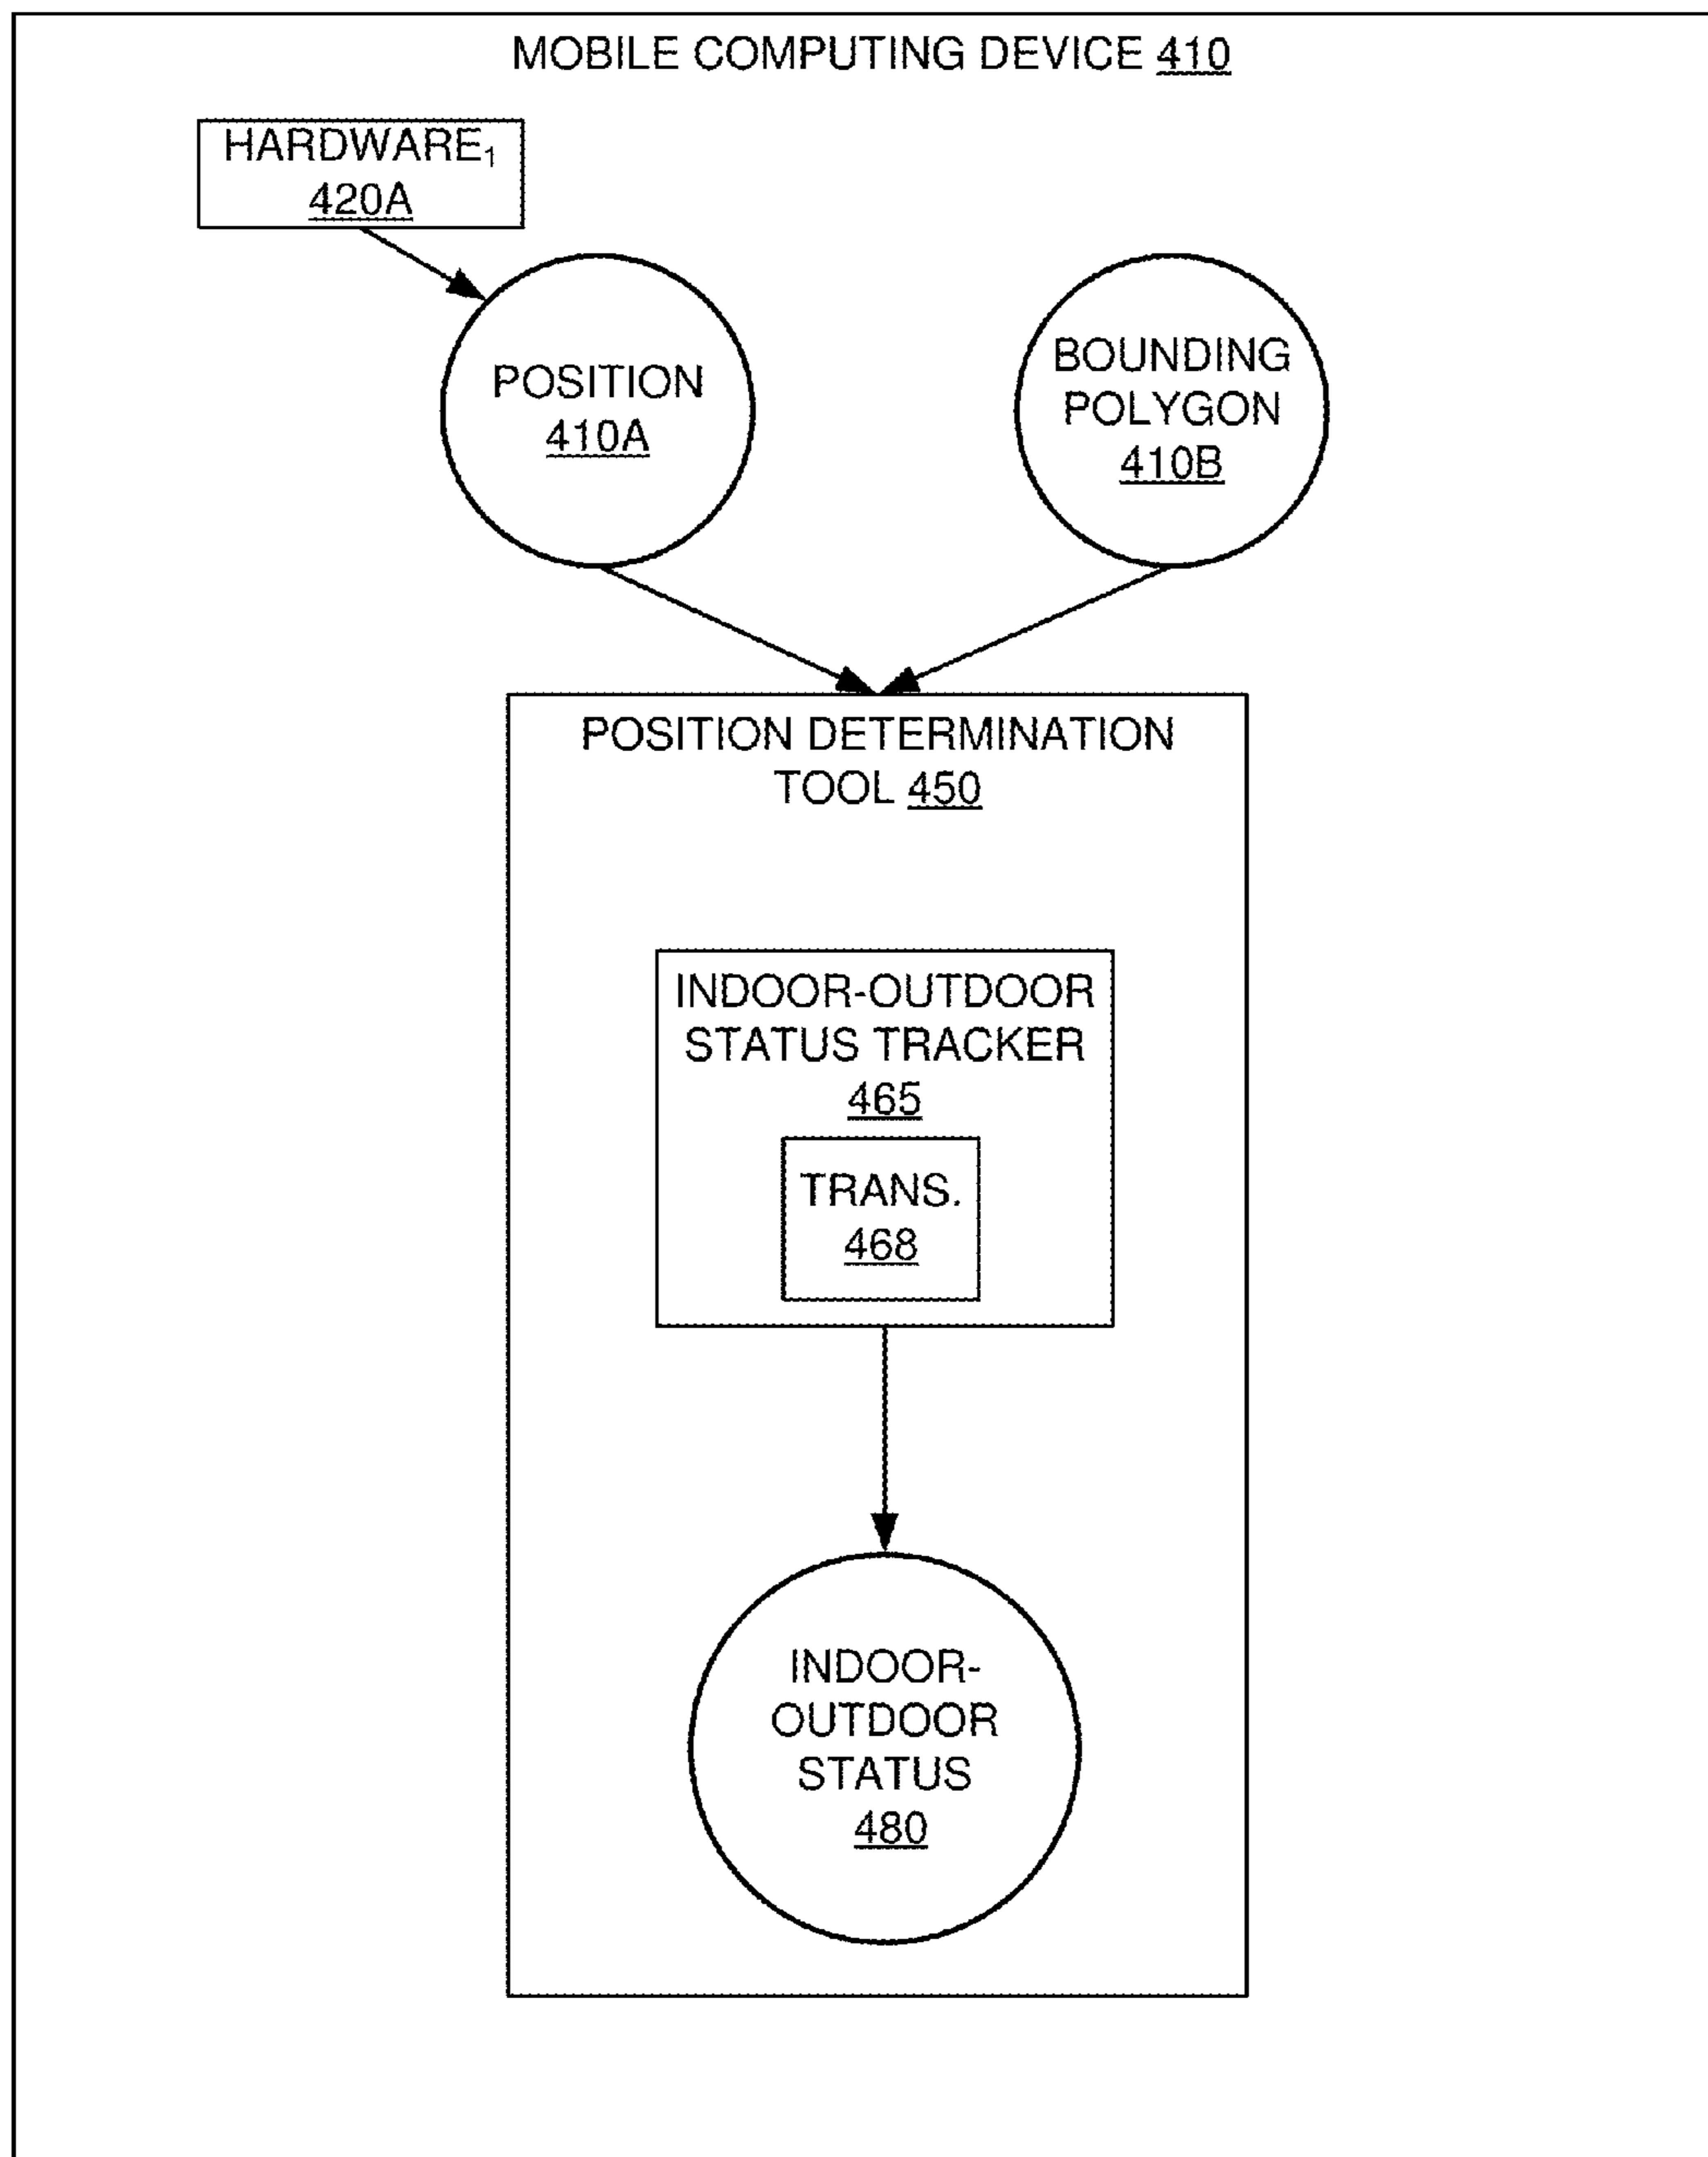 MOBILE COMPUTING DEVICE 410
HARDWARE₁
420A
POSITION
410A
BOUNDING
POLYGON
410B
POSITION DETERMINATION
TOOL 450
INDOOR-OUTDOOR
STATUS TRACKER
465
TRANS.
468
INDOOR-
OUTDOOR
STATUS
480